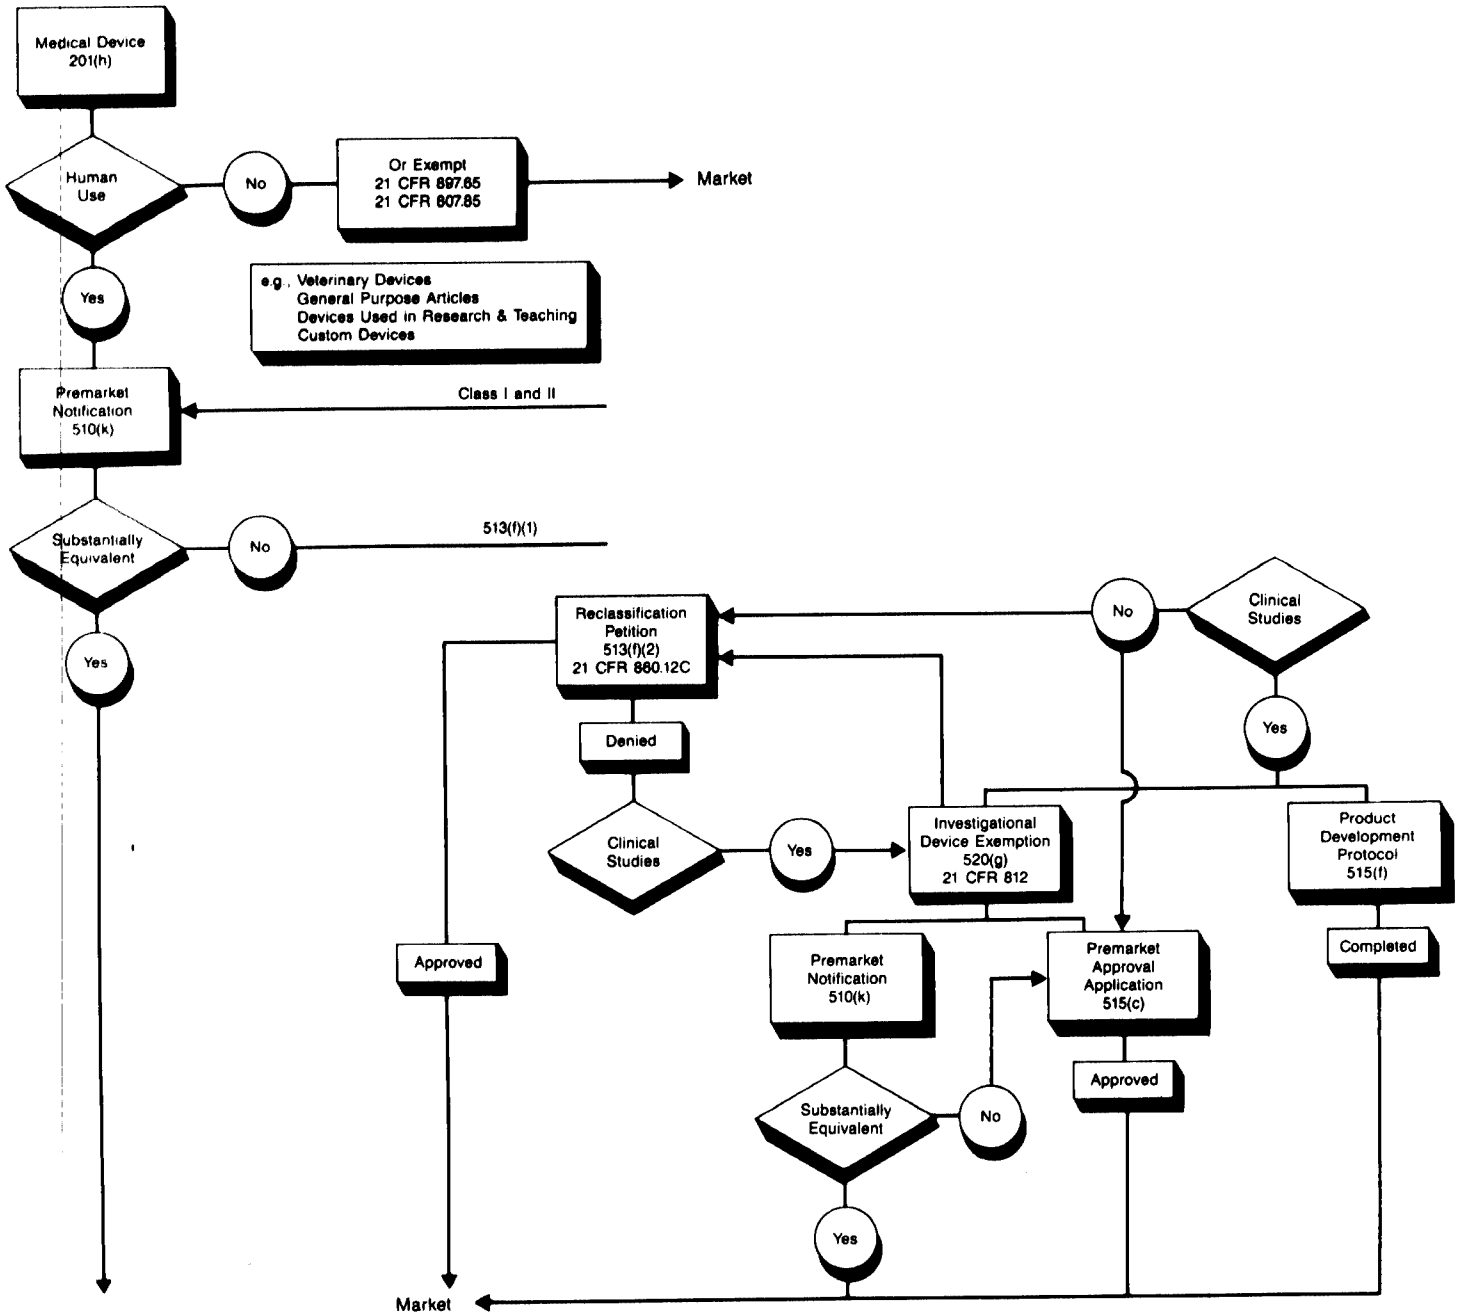 Medical Device
201(h)
Human
Use
No
Or Exempt
21 CFR 897.65
21 CFR 807.85
Market
Yes
e.g., Veterinary Devices
General Purpose Articles
Devices Used in Research & Teaching
Custom Devices
Premarket
Notification
510(k)
Class I and II
Substantially
Equivalent
No
513(f)(1)
Yes
Reclassification
Petition
513(f)(2)
21 CFR 860.12C
No
Clinical
Studies
Yes
Denied
Clinical
Studies
Yes
Investigational
Device Exemption
520(g)
21 CFR 812
Product
Development
Protocol
515(f)
Approved
Premarket
Notification
510(k)
Premarket
Approval
Application
515(c)
Completed
Approved
Substantially
Equivalent
No
Yes
Market